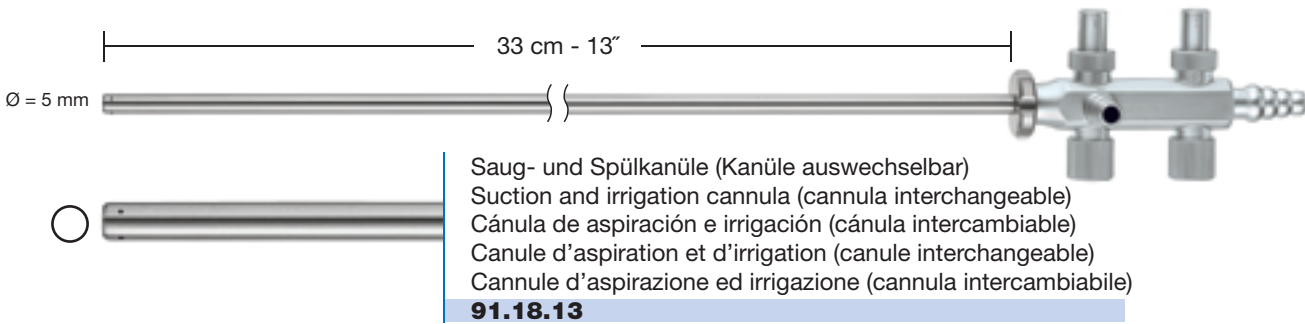 33 cm - 13˝
Ø = 5 mm
Saug- und Spülkanüle (Kanüle auswechselbar)
Suction and irrigation cannula (cannula interchangeable)
Cánula de aspiración e irrigación (cánula intercambiable)
Canule d’aspiration et d’irrigation (canule interchangeable)
Cannule d’aspirazione ed irrigazione (cannula intercambiabile)
91.18.13